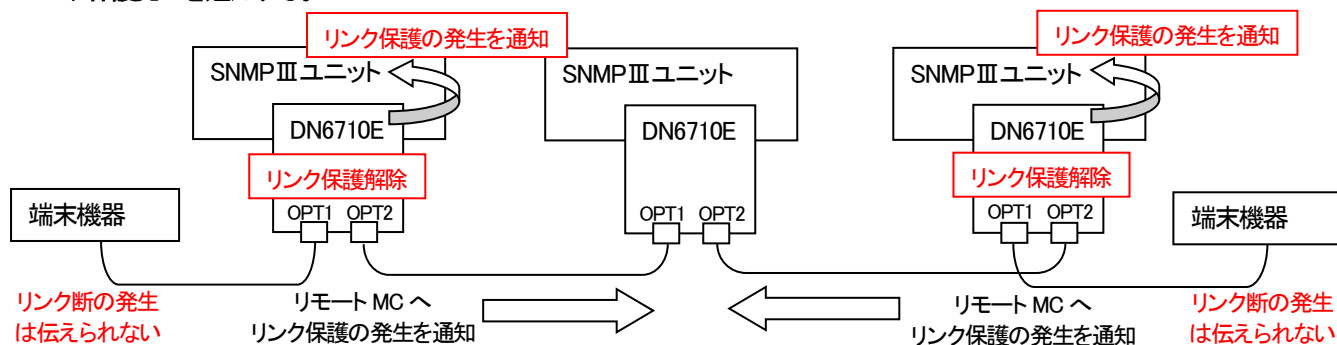 リンク保護の発生を通知
リンク保護の発生を通知
SNMPⅢユニット
SNMPⅢユニット
SNMPⅢユニット
DN6710E
DN6710E
DN6710E
リンク保護解除
リンク保護解除
OPT1 OPT2
OPT1 OPT2
OPT1 OPT2
端末機器
端末機器
リンク断の発生
は伝えられない
リモート MC へ
リンク保護の発生を通知
リモート MC へ
リンク保護の発生を通知
リンク断の発生
は伝えられない